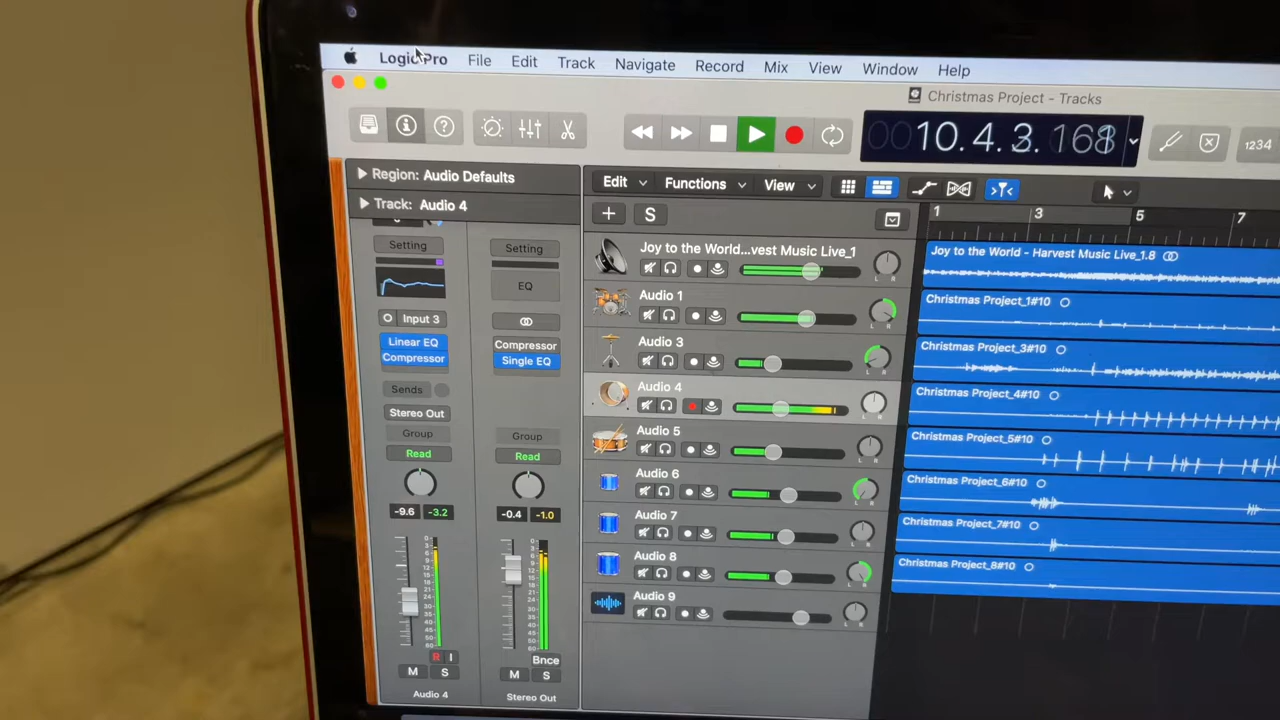 Logic Pro File Edit Track Navigate Record Mix View Window Help
Christmas Project - Tracks
10. 4. 3. 168
1234
Region: Audio Defaults
Track: Audio 4
Edit Functions View
S
1 3 5 7
Setting Setting
EQ
Input 3
Linear EQ
Compressor
Compressor
Single EQ
Sends
Stereo Out
Group Group
Read Read
-9.6 -3.2 -0.4 -1.0
R I
Bnce
M S M S
Audio 4 Stereo Out
Joy to the World...vest Music Live_1
L R
Audio 1
L R
Audio 3
L R
Audio 4
L R
Audio 5
L R
Audio 6
L R
Audio 7
L R
Audio 8
L R
Audio 9
L R
Joy to the World - Harvest Music Live_1.8
Christmas Project_1#10
Christmas Project_3#10
Christmas Project_4#10
Christmas Project_5#10
Christmas Project_6#10
Christmas Project_7#10
Christmas Project_8#10